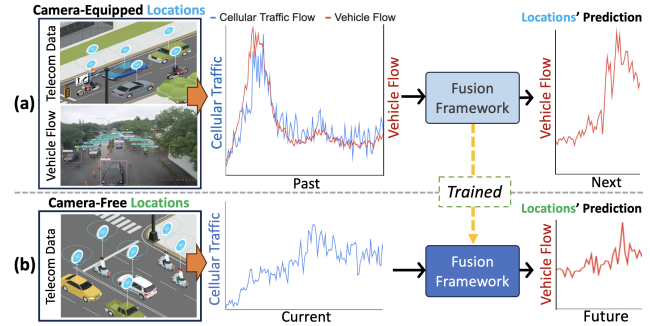 Camera-Equipped Locations
Telecom Data
Vehicle Flow
(a)
Cellular Traffic Flow
Vehicle Flow
Cellular Traffic
Vehicle Flow
Past
Fusion
Framework
Locations' Prediction
Vehicle Flow
Next
Trained
Camera-Free Locations
Telecom Data
(b)
Cellular Traffic
Current
Fusion
Framework
Locations' Prediction
Vehicle Flow
Future